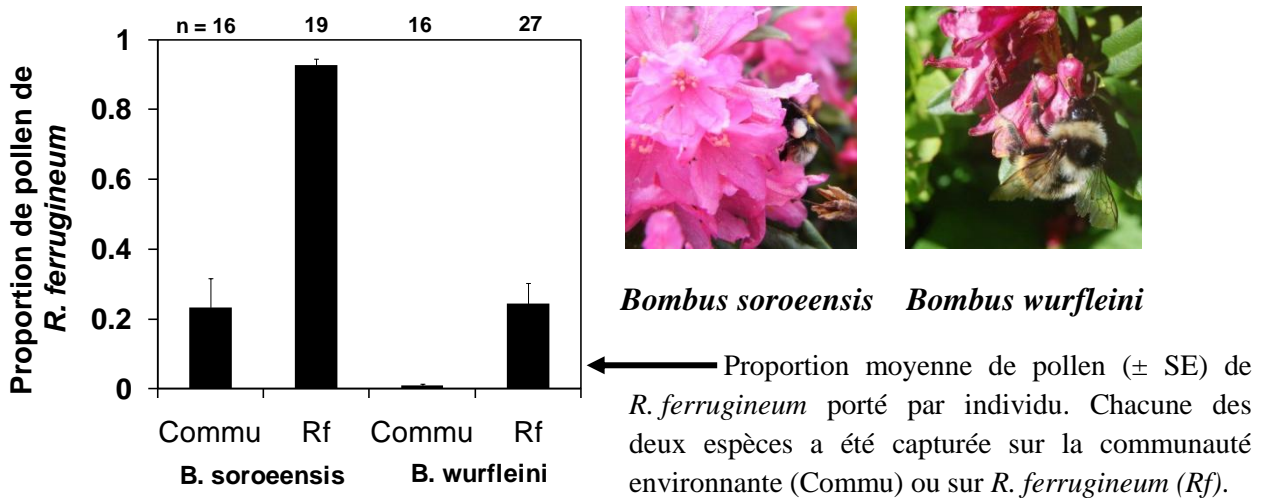 n = 16 19 16 27
1
0.8
0.6
0.4
0.2
0
Proportion de pollen de
R. ferrugineum
Commu Rf Commu Rf
B. soroeensis B. wurfleini
Bombus soroeensis Bombus wurfleini
Proportion moyenne de pollen (± SE) de
R. ferrugineum porté par individu. Chacune des
deux espèces a été capturée sur la communauté
environnante (Commu) ou sur R. ferrugineum (Rf).